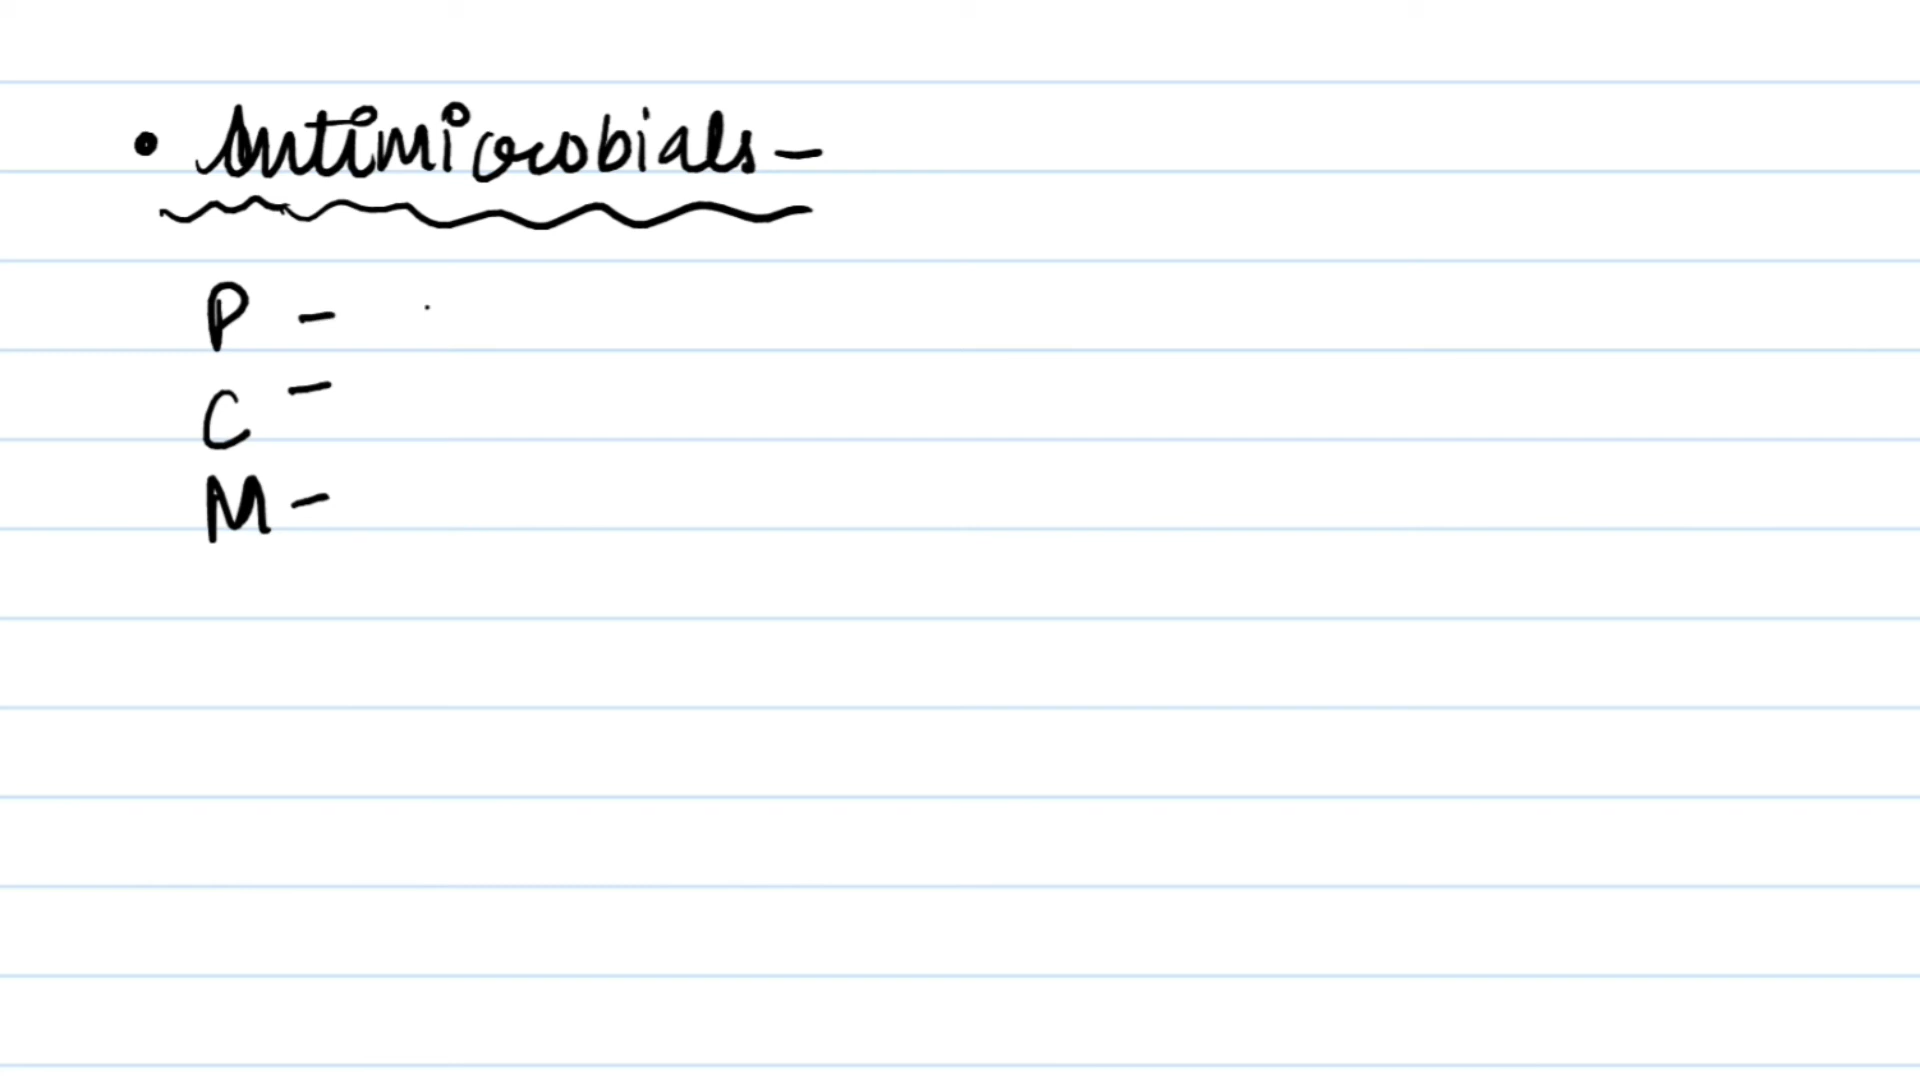 • Antimicrobials -
P -
C -
M -